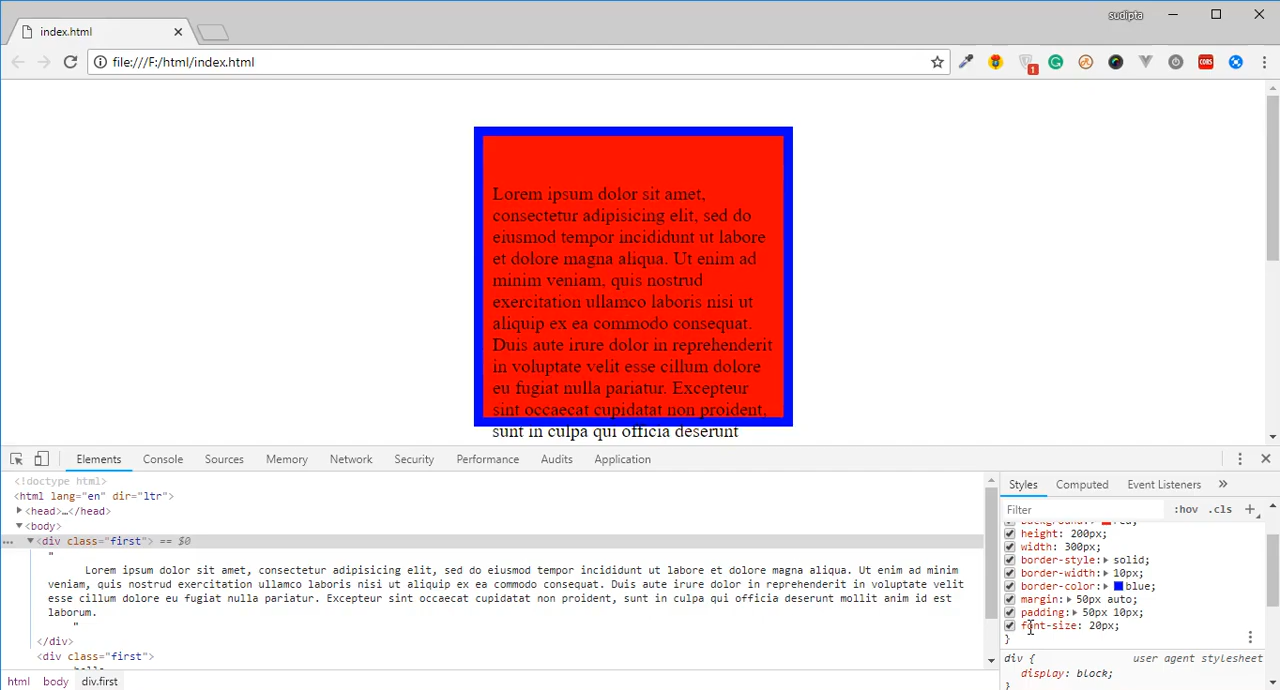 sudipta
index.html
file:///F:/html/index.html
1
CORS
Lorem ipsum dolor sit amet,
consectetur adipisicing elit, sed do
eiusmod tempor incididunt ut labore
et dolore magna aliqua. Ut enim ad
minim veniam, quis nostrud
exercitation ullamco laboris nisi ut
aliquip ex ea commodo consequat.
Duis aute irure dolor in reprehenderit
in voluptate velit esse cillum dolore
eu fugiat nulla pariatur. Excepteur
sint occaecat cupidatat non proident,
sunt in culpa qui officia deserunt
Elements Console Sources Memory Network Security Performance Audits Application
<!doctype html>
<html lang="en" dir="ltr">
<head>…</head>
<body>
<div class="first"> == $0
"
Lorem ipsum dolor sit amet, consectetur adipisicing elit, sed do eiusmod tempor incididunt ut labore et dolore magna aliqua. Ut enim ad minim
veniam, quis nostrud exercitation ullamco laboris nisi ut aliquip ex ea commodo consequat. Duis aute irure dolor in reprehenderit in voluptate velit
esse cillum dolore eu fugiat nulla pariatur. Excepteur sint occaecat cupidatat non proident, sunt in culpa qui officia deserunt mollit anim id est
laborum.
"
</div>
<div class="first">
html body div.first
Styles Computed Event Listeners »
Filter :hov .cls +
background: red;
height: 200px;
width: 300px;
border-style: solid;
border-width: 10px;
border-color: blue;
margin: 50px auto;
padding: 50px 10px;
font-size: 20px;
}
div { user agent stylesheet
display: block;
}